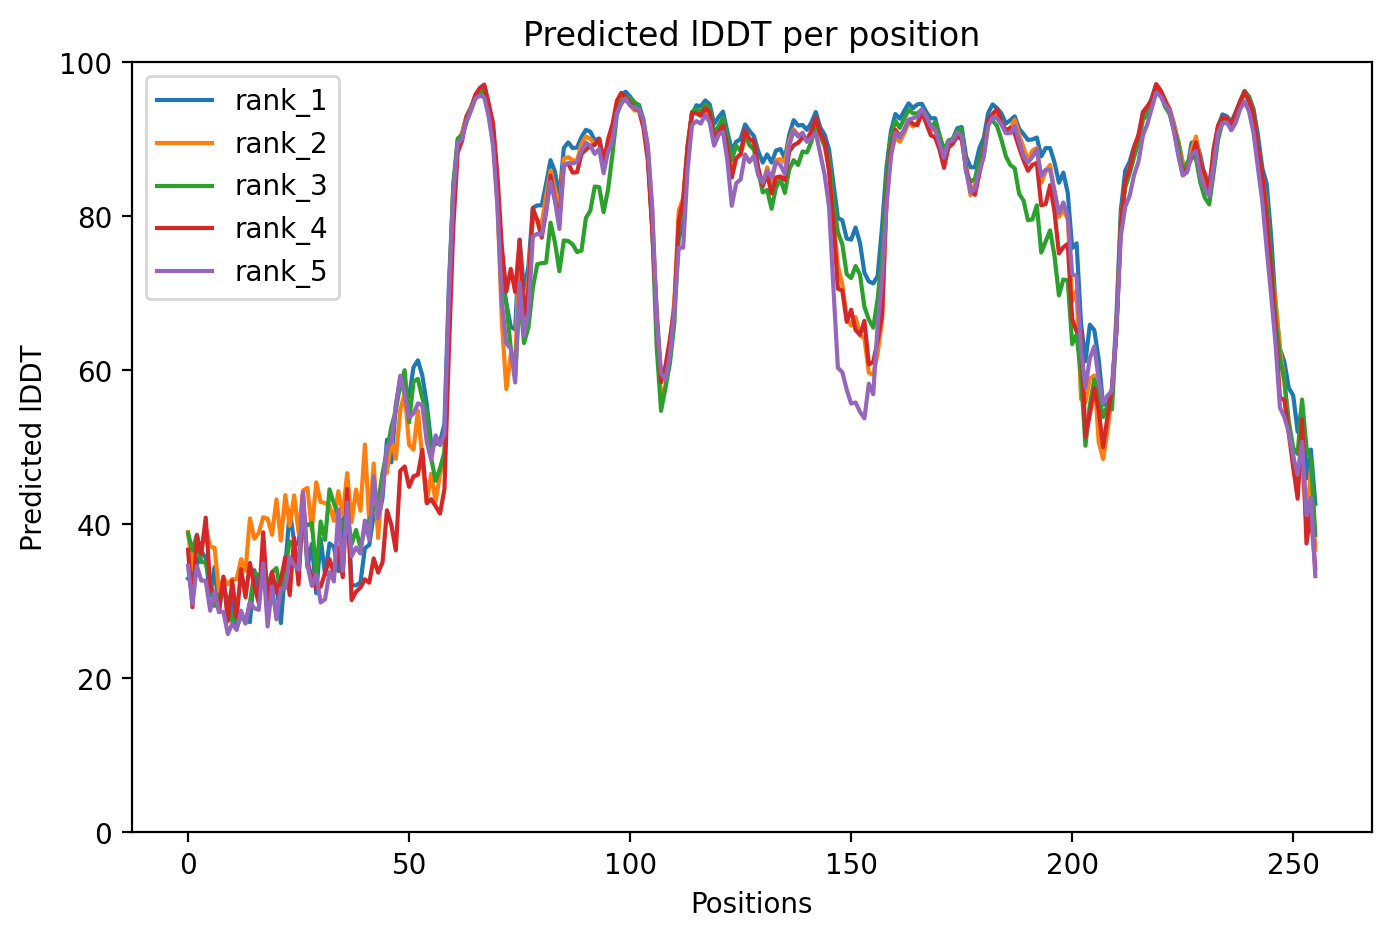 Predicted lDDT per position
100
80
60
40
20
0
Predicted lDDT
rank_1
rank_2
rank_3
rank_4
rank_5
0 50 100 150 200 250
Positions